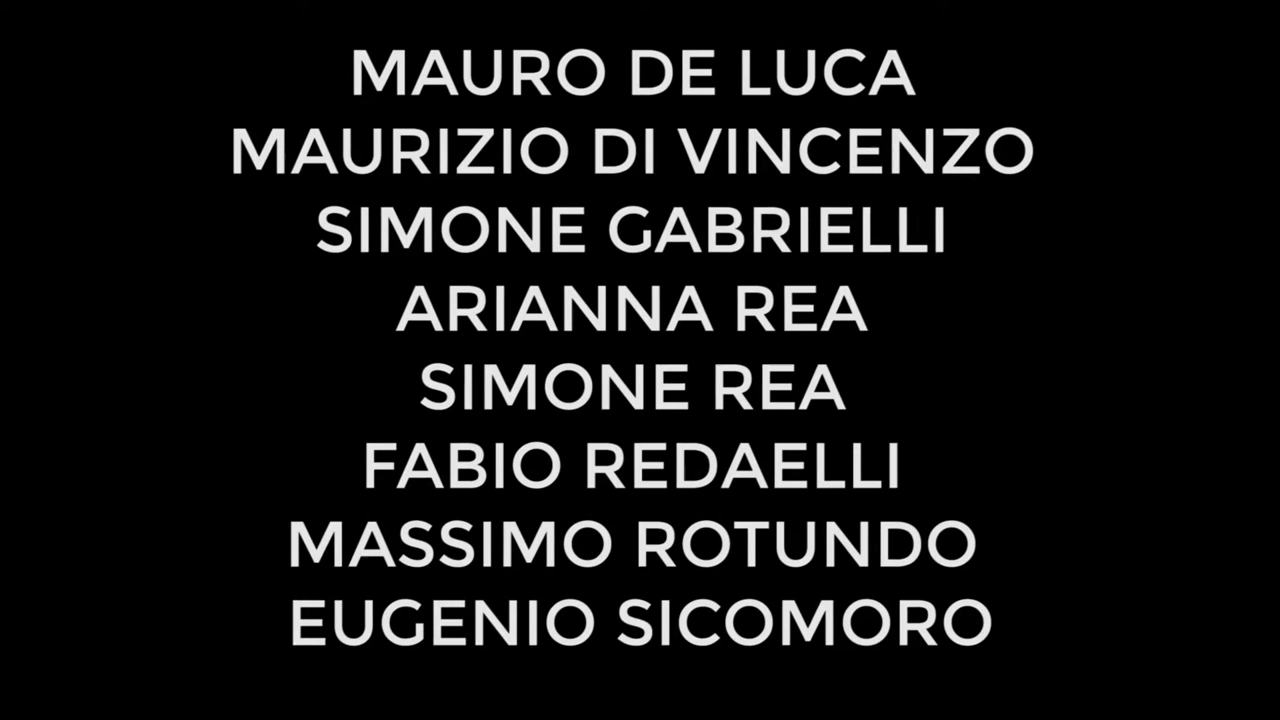 MAURO DE LUCA
MAURIZIO DI VINCENZO
SIMONE GABRIELLI
ARIANNA REA
SIMONE REA
FABIO REDAELLI
MASSIMO ROTUNDO
EUGENIO SICOMORO